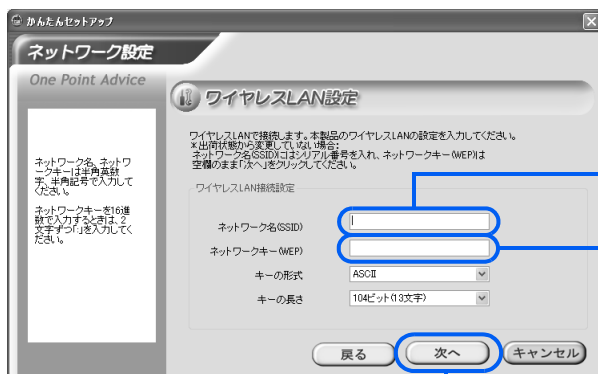 かんたんセットアップ
ネットワーク設定
One Point Advice
ネットワーク名、ネットワ
ークキーは半角英数
字、半角記号で入力して
ください。
ネットワークキーを16進
数で入力するときは、2
文字ずつ「:」を入力してく
ださい。
ワイヤレスLAN設定
ワイヤレスLANで接続します。本製品のワイヤレスLANの設定を入力してください。
※出荷状態から変更していない場合:
ネットワーク名(SSID)にはシリアル番号を入れ、ネットワークキー(WEP)は
空欄のまま「次へ」をクリックしてください。
ワイヤレスLAN接続設定
ネットワーク名(SSID)
ネットワークキー(WEP)
キーの形式
ASCII
キーの長さ
104ビット(13文字)
戻る
次へ
キャンセル